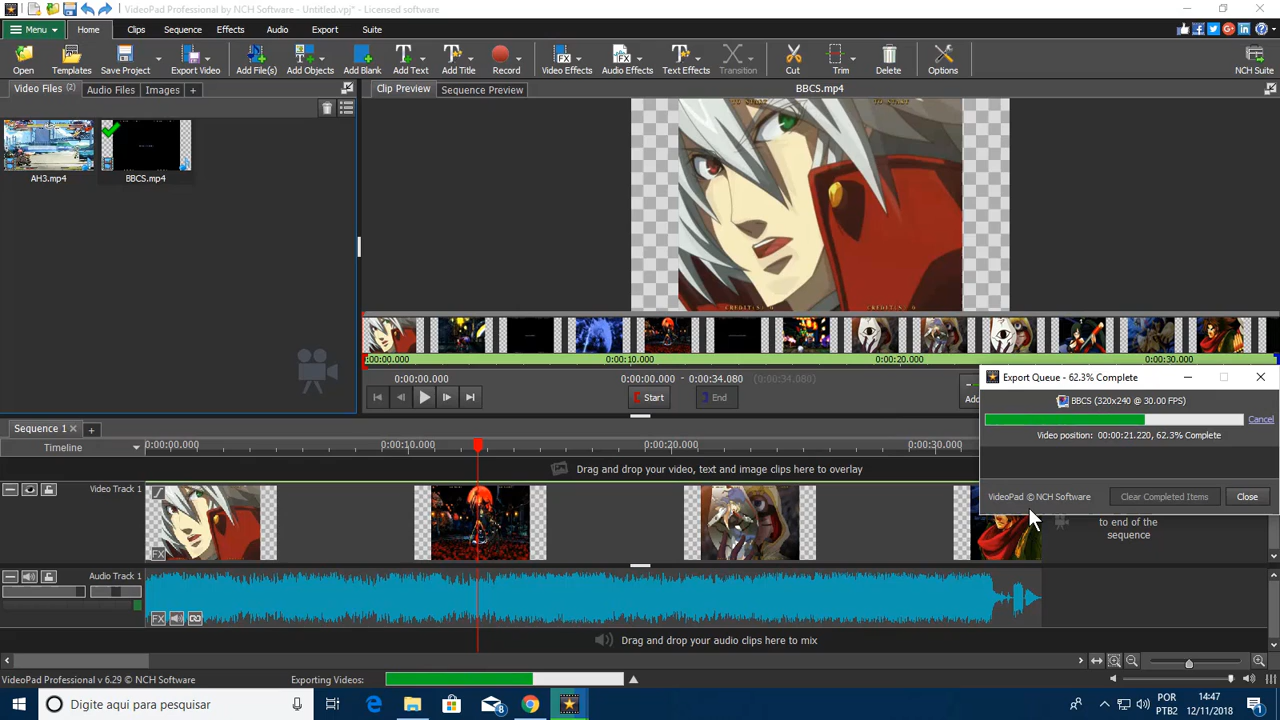 VideoPad Professional by NCH Software - Untitled.vpj* - Licensed software
Menu Home Clips Sequence Effects Audio Export Suite
Open Templates Save Project Export Video Add File(s) Add Objects Add Blank Add Text Add Title Record Video Effects Audio Effects Text Effects Transition Cut Trim Delete Options NCH Suite
Video Files (2) Audio Files Images +
Clip Preview Sequence Preview BBCS.mp4
AH3.mp4 BBCS.mp4
0:00:00.000 0:00:10.000 0:00:20.000 0:00:30.000
0:00:00.000 0:00:00.000 - 0:00:34.080 (0:00:34.080)
Start End Add
Export Queue - 62.3% Complete
BBCS (320x240 @ 30.00 FPS)
Cancel
Video position: 00:00:21.220, 62.3% Complete
VideoPad © NCH Software Clear Completed Items Close
Sequence 1 × +
Timeline 0:00:00.000 0:00:10.000 0:00:20.000 0:00:30.000
Drag and drop your video, text and image clips here to overlay
Video Track 1
FX
to end of the
sequence
Audio Track 1
FX
Drag and drop your audio clips here to mix
VideoPad Professional v 6.29 © NCH Software Exporting Videos:
Digite aqui para pesquisar
POR
PTB2
14:47
12/11/2018